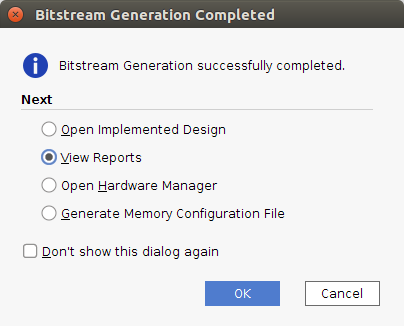 Bitstream Generation Completed
Bitstream Generation successfully completed.
Next
Open Implemented Design
View Reports
Open Hardware Manager
Generate Memory Configuration File
Don't show this dialog again
OK
Cancel